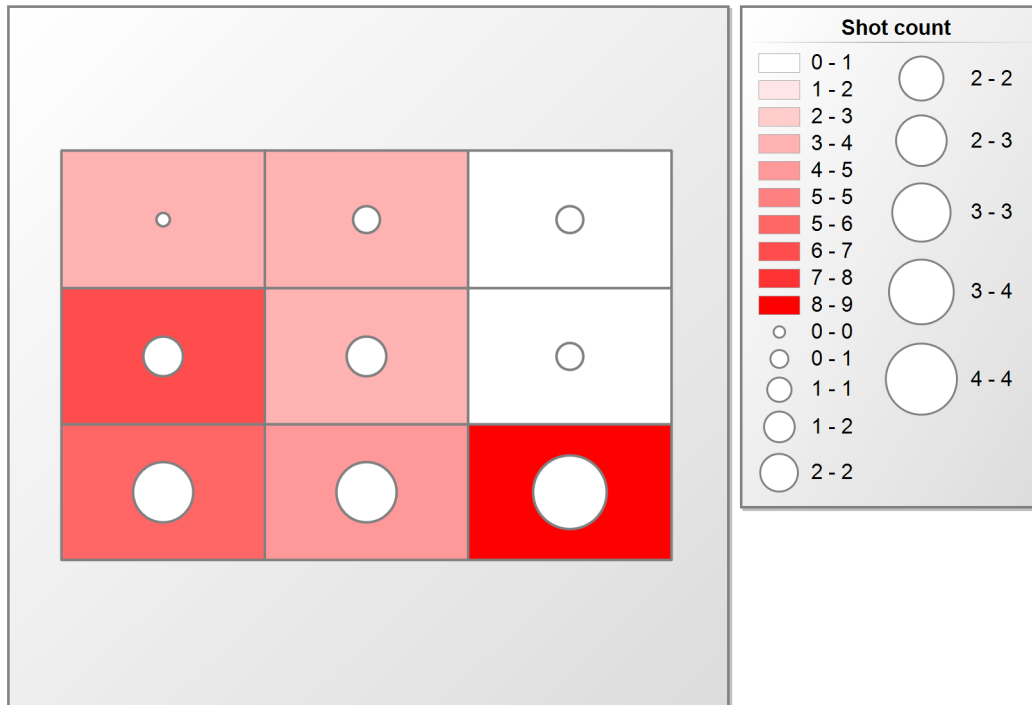 Shot count
0 - 1
1 - 2
2 - 3
3 - 4
4 - 5
5 - 5
5 - 6
6 - 7
7 - 8
8 - 9
0 - 0
0 - 1
1 - 1
1 - 2
2 - 2
2 - 2
2 - 3
3 - 3
3 - 4
4 - 4